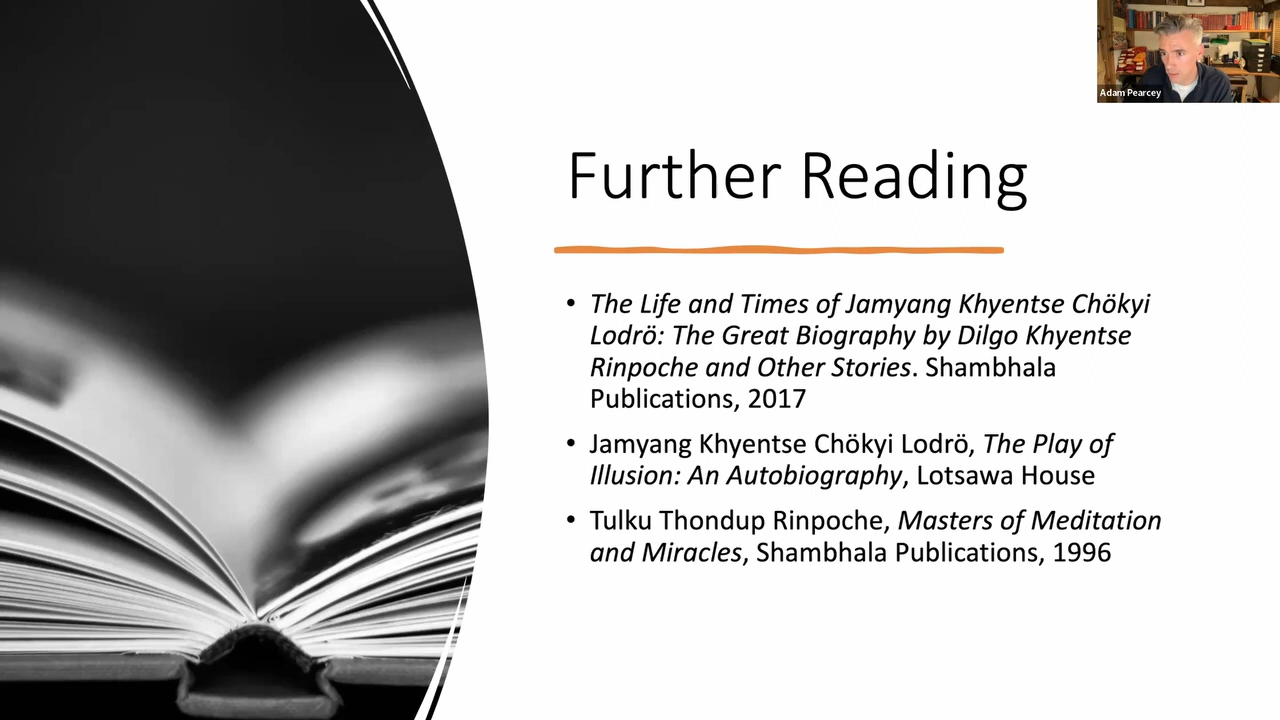 Adam Pearcey
Further Reading
• The Life and Times of Jamyang Khyentse Chökyi
Lodrö: The Great Biography by Dilgo Khyentse
Rinpoche and Other Stories. Shambhala
Publications, 2017
• Jamyang Khyentse Chökyi Lodrö, The Play of
Illusion: An Autobiography, Lotsawa House
• Tulku Thondup Rinpoche, Masters of Meditation
and Miracles, Shambhala Publications, 1996